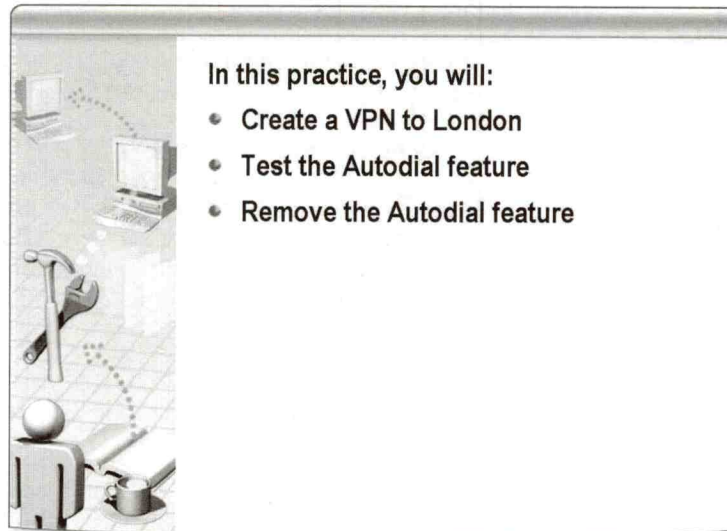 In this practice, you will:
Create a VPN to London
Test the Autodial feature
Remove the Autodial feature